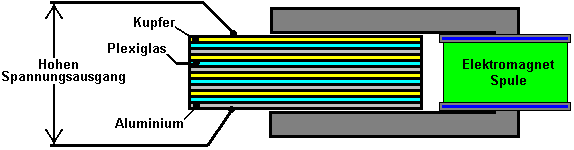 Kupfer
Plexiglas
Hohen
Spannungsausgang
Aluminium
Elektromagnet
Spule